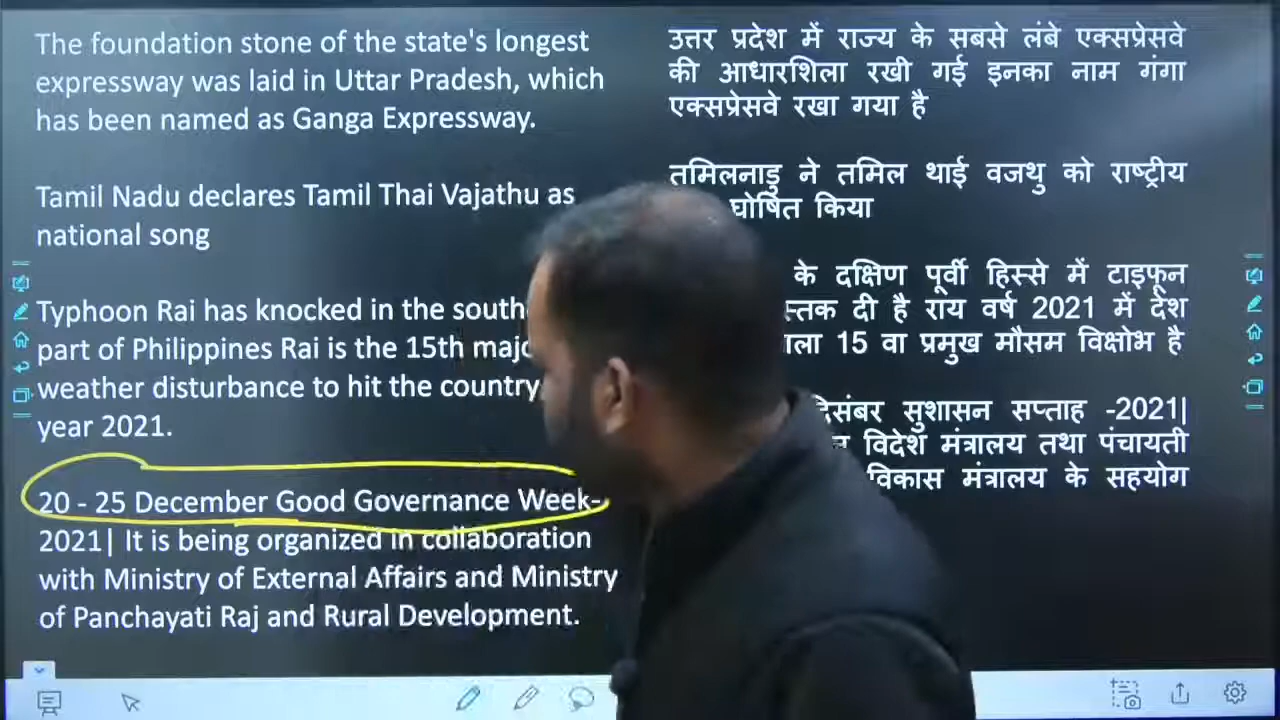 The foundation stone of the state's longest
expressway was laid in Uttar Pradesh, which
has been named as Ganga Expressway.
Tamil Nadu declares Tamil Thai Vajathu as
national song
Typhoon Rai has knocked in the
part of Philippines Rai is the 15th
weather disturbance to hit the country
year 2021.
20 - 25 December Good Governance Week-
2021| It is being organized in collaboration
with Ministry of External Affairs and Ministry
of Panchayati Raj and Rural Development.
उत्तर प्रदेश में राज्य के सबसे लंबे एक्सप्रेसवे
की आधारशिला रखी गई इनका नाम गंगा
एक्सप्रेसवे रखा गया है
तमिलनाडु ने तमिल थाई वजथु को राष्ट्रीय
घोषित किया
के दक्षिण पूर्वी हिस्से में टाइफून
दी है राय वर्ष 2021 में देश
15 वा प्रमुख मौसम विक्षोभ है
दिसंबर सुशासन सप्ताह -2021|
विदेश मंत्रालय तथा पंचायती
विकास मंत्रालय के सहयोग